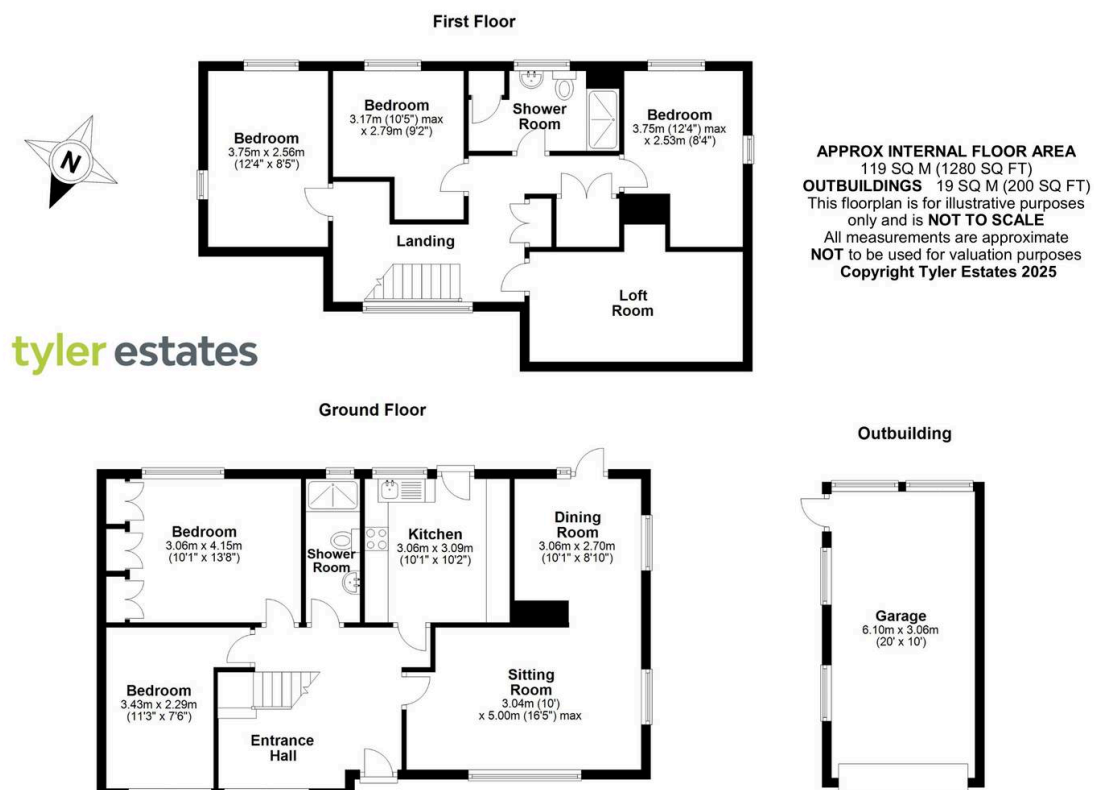 First Floor
Bedroom
3.75m x 2.56m
(12'4" x 8'5")
Bedroom
3.17m (10'5") max
x 2.79m (9'2")
Shower
Room
Bedroom
3.75m (12'4") max
x 2.53m (8'4")
Landing
Loft
Room
N
APPROX INTERNAL FLOOR AREA
119 SQ M (1280 SQ FT)
OUTBUILDINGS 19 SQ M (200 SQ FT)
This floorplan is for illustrative purposes
only and is NOT TO SCALE
All measurements are approximate
NOT to be used for valuation purposes
Copyright Tyler Estates 2025
tyler estates
Ground Floor
Bedroom
3.06m x 4.15m
(10'1" x 13'8")
Shower
Room
Kitchen
3.06m x 3.09m
(10'1" x 10'2")
Dining
Room
3.06m x 2.70m
(10'1" x 8'10")
Bedroom
3.43m x 2.29m
(11'3" x 7'6")
Entrance
Hall
Sitting
Room
3.04m (10')
x 5.00m (16'5") max
Outbuilding
Garage
6.10m x 3.06m
(20' x 10')